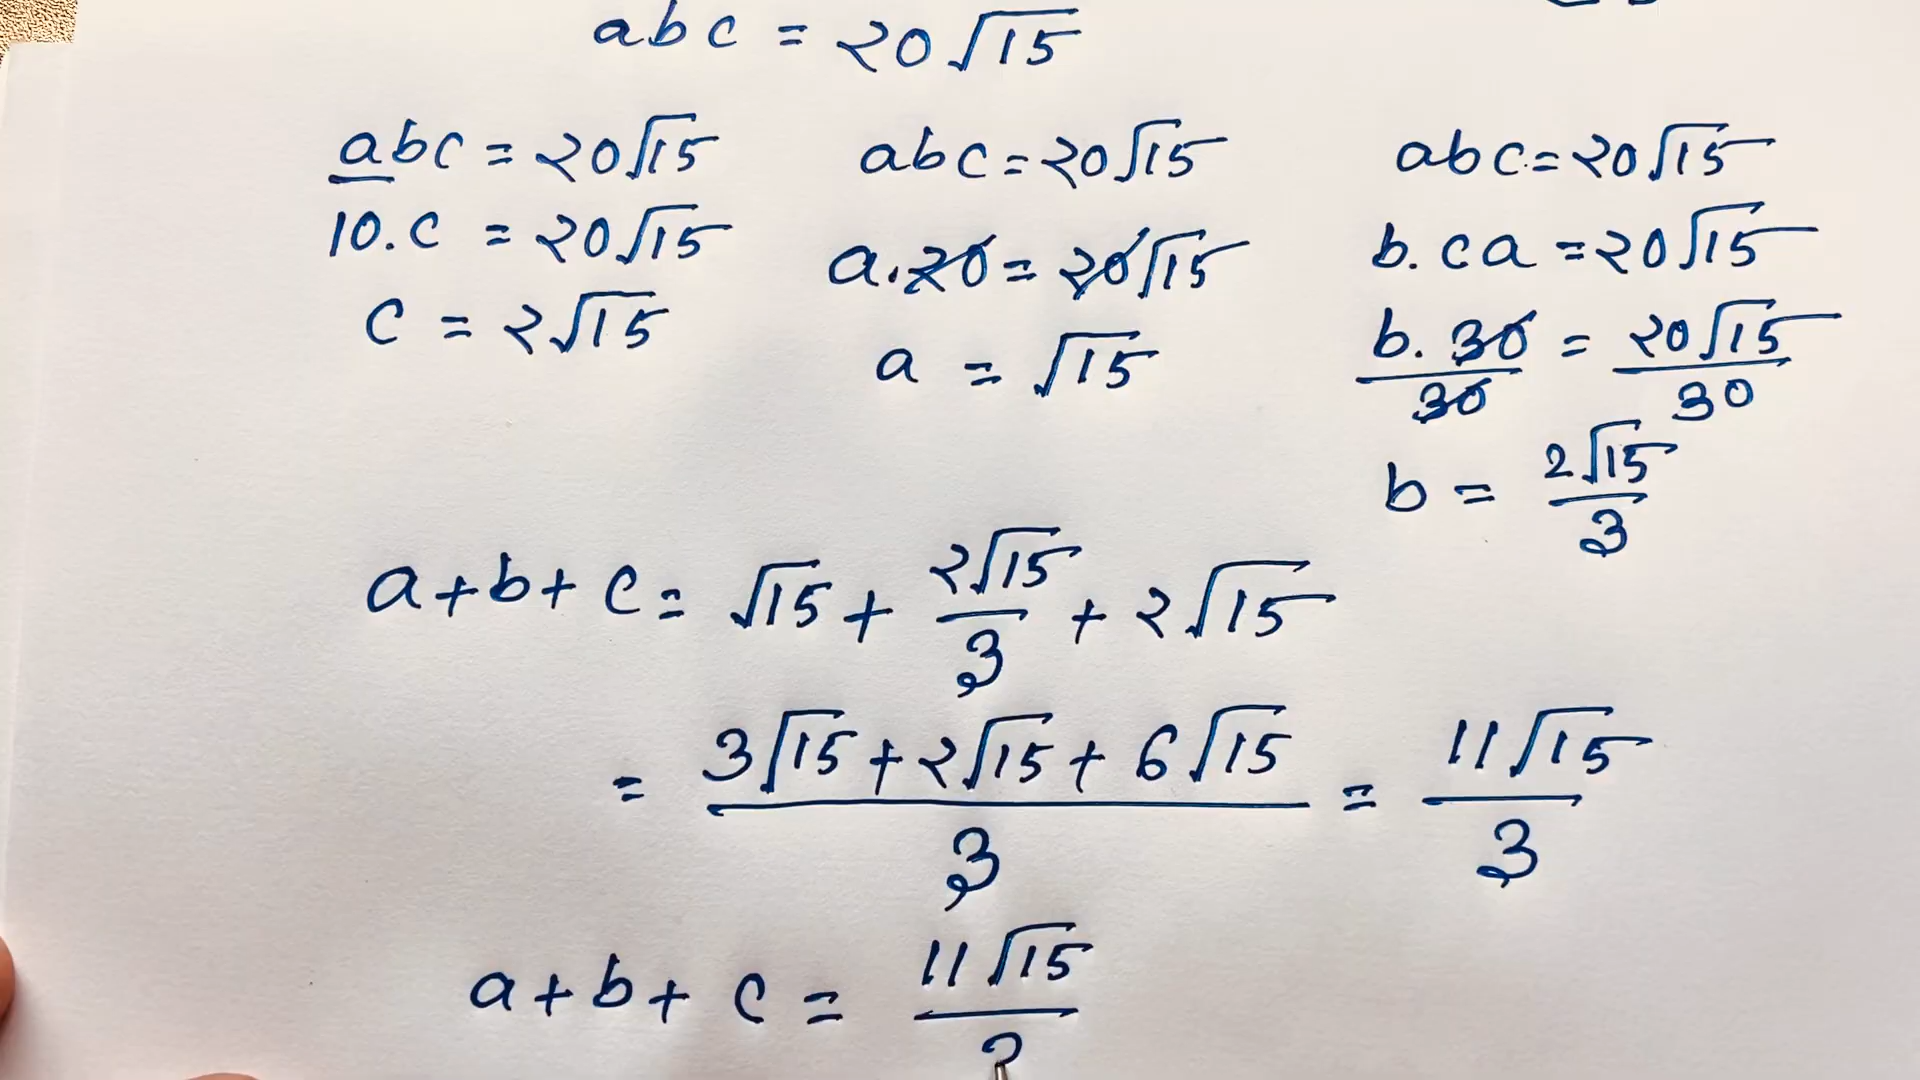 abc = 20√15
abc = 20√15
10.c = 20√15
c = 2√15
abc = 20√15
a.20 = 20√15
a = √15
abc = 20√15
b.ca = 20√15
b.30/30 = 20√15/30
b = 2√15/3
a+b+c = √15 + 2√15/3 + 2√15
= (3√15 + 2√15 + 6√15)/3 = 11√15/3
a+b+c = 11√15/